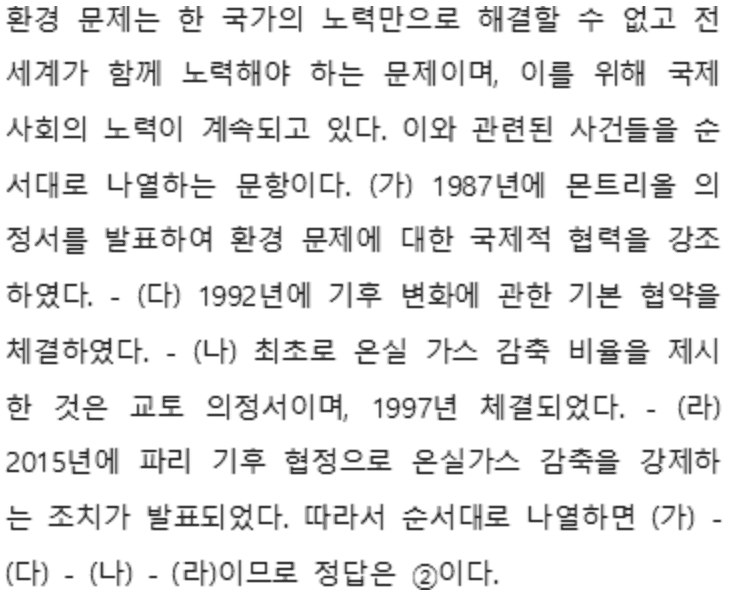 환경 문제는 한 국가의 노력만으로 해결할 수 없고 전
세계가 함께 노력해야 하는 문제이며, 이를 위해 국제
사회의 노력이 계속되고 있다. 이와 관련된 사건들을 순
서대로 나열하는 문항이다. (가) 1987년에 몬트리올 의
정서를 발표하여 환경 문제에 대한 국제적 협력을 강조
하였다. - (다) 1992년에 기후 변화에 관한 기본 협약을
체결하였다. - (나) 최초로 온실 가스 감축 비율을 제시
한 것은 교토 의정서이며, 1997년 체결되었다. - (라)
2015년에 파리 기후 협정으로 온실가스 감축을 강제하
는 조치가 발표되었다. 따라서 순서대로 나열하면 (가) -
(다) - (나) - (라)이므로 정답은 ②이다.